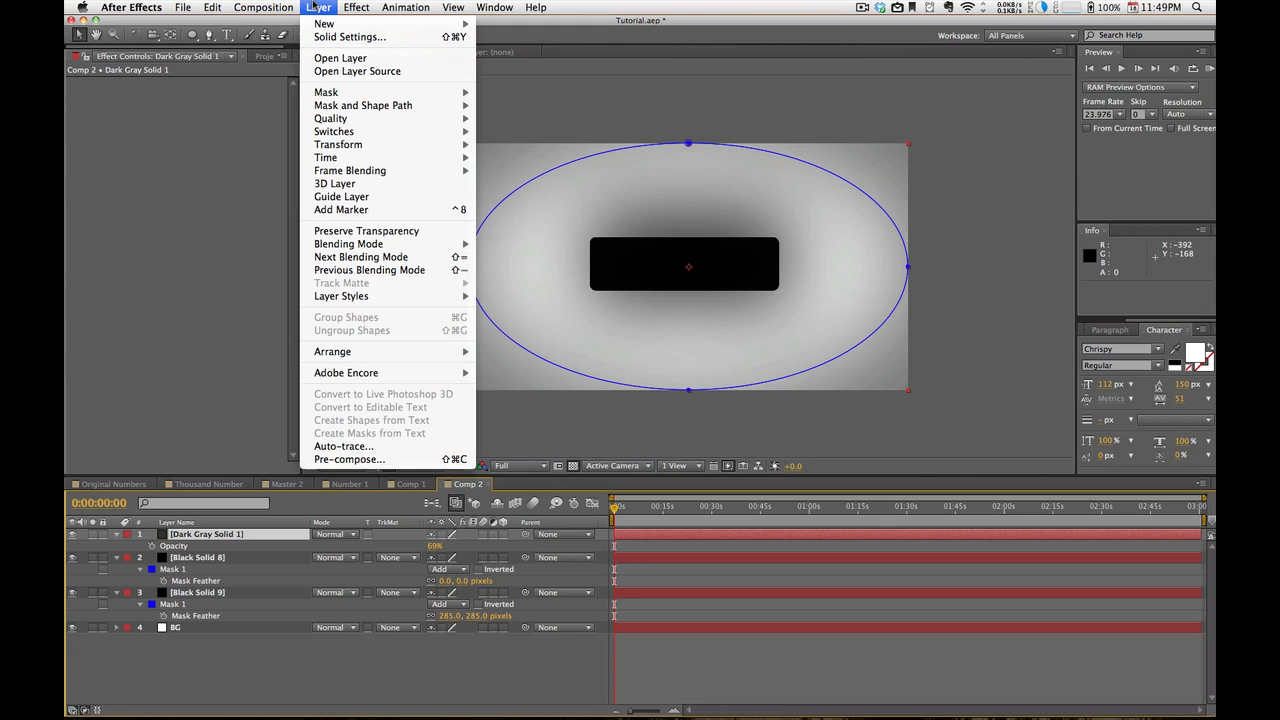 After Effects File Edit Composition Layer Effect Animation View Window Help 100% 11:49PM
Tutorial.aep *
Workspace: All Panels Search Help
Effect Controls: Dark Gray Solid 1 Proje
Layer: (none)
Comp 2 • Dark Gray Solid 1
New
Solid Settings... ⇧⌘Y
Open Layer
Open Layer Source
Mask
Mask and Shape Path
Quality
Switches
Transform
Time
Frame Blending
3D Layer
Guide Layer
Add Marker ^8
Preserve Transparency
Blending Mode
Next Blending Mode ⇧=
Previous Blending Mode ⇧-
Track Matte
Layer Styles
Group Shapes ⌘G
Ungroup Shapes ⇧⌘G
Arrange
Adobe Encore
Convert to Live Photoshop 3D
Convert to Editable Text
Create Shapes from Text
Create Masks from Text
Auto-trace...
Pre-compose... ⇧⌘C
Preview
RAM Preview Options
Frame Rate Skip Resolution
23.976 0 Auto
From Current Time Full Screen
Info
R: X: -392
G: Y: -168
B:
A: 0
Paragraph Character
Chrispy
Regular
112 px 150 px
Metrics 51
- px
100% 100%
0 px 0%
Full Active Camera 1 View +0.0
Original Numbers Thousand Number Master 2 Number 1 Comp 1 Comp 2
0:00:00:00
00s 00:15s 00:30s 00:45s 01:00s 01:15s 01:30s 01:45s 02:00s 02:15s 02:30s 02:45s 03:00
# Layer Name Mode T TrkMat Parent
1 [Dark Gray Solid 1] Normal None
Opacity 69%
2 [Black Solid 8] Normal None None
Mask 1 Add Inverted
Mask Feather 0.0, 0.0 pixels
3 [Black Solid 9] Normal None None
Mask 1 Add Inverted
Mask Feather 285.0, 285.0 pixels
4 BG Normal None None